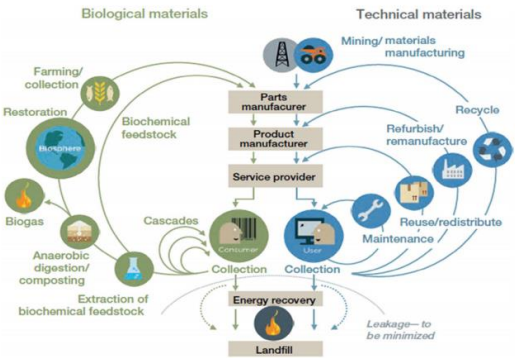 Biological materials
Technical materials
Mining/ materials
manufacturing
Farming/
collection
Parts
manufacurer
Recycle
Biochemical
feedstock
Restoration
Biosphere
Product
manufacturer
Refurbish/
remanufacture
Service provider
Biogas
Cascades
Consumer
User
Reuse/redistribute
Maintenance
Anaerobic
digestion/
composting
Collection
Collection
Extraction of
biochemical feedstock
Energy recovery
Leakage—to
be minimized
Landfill